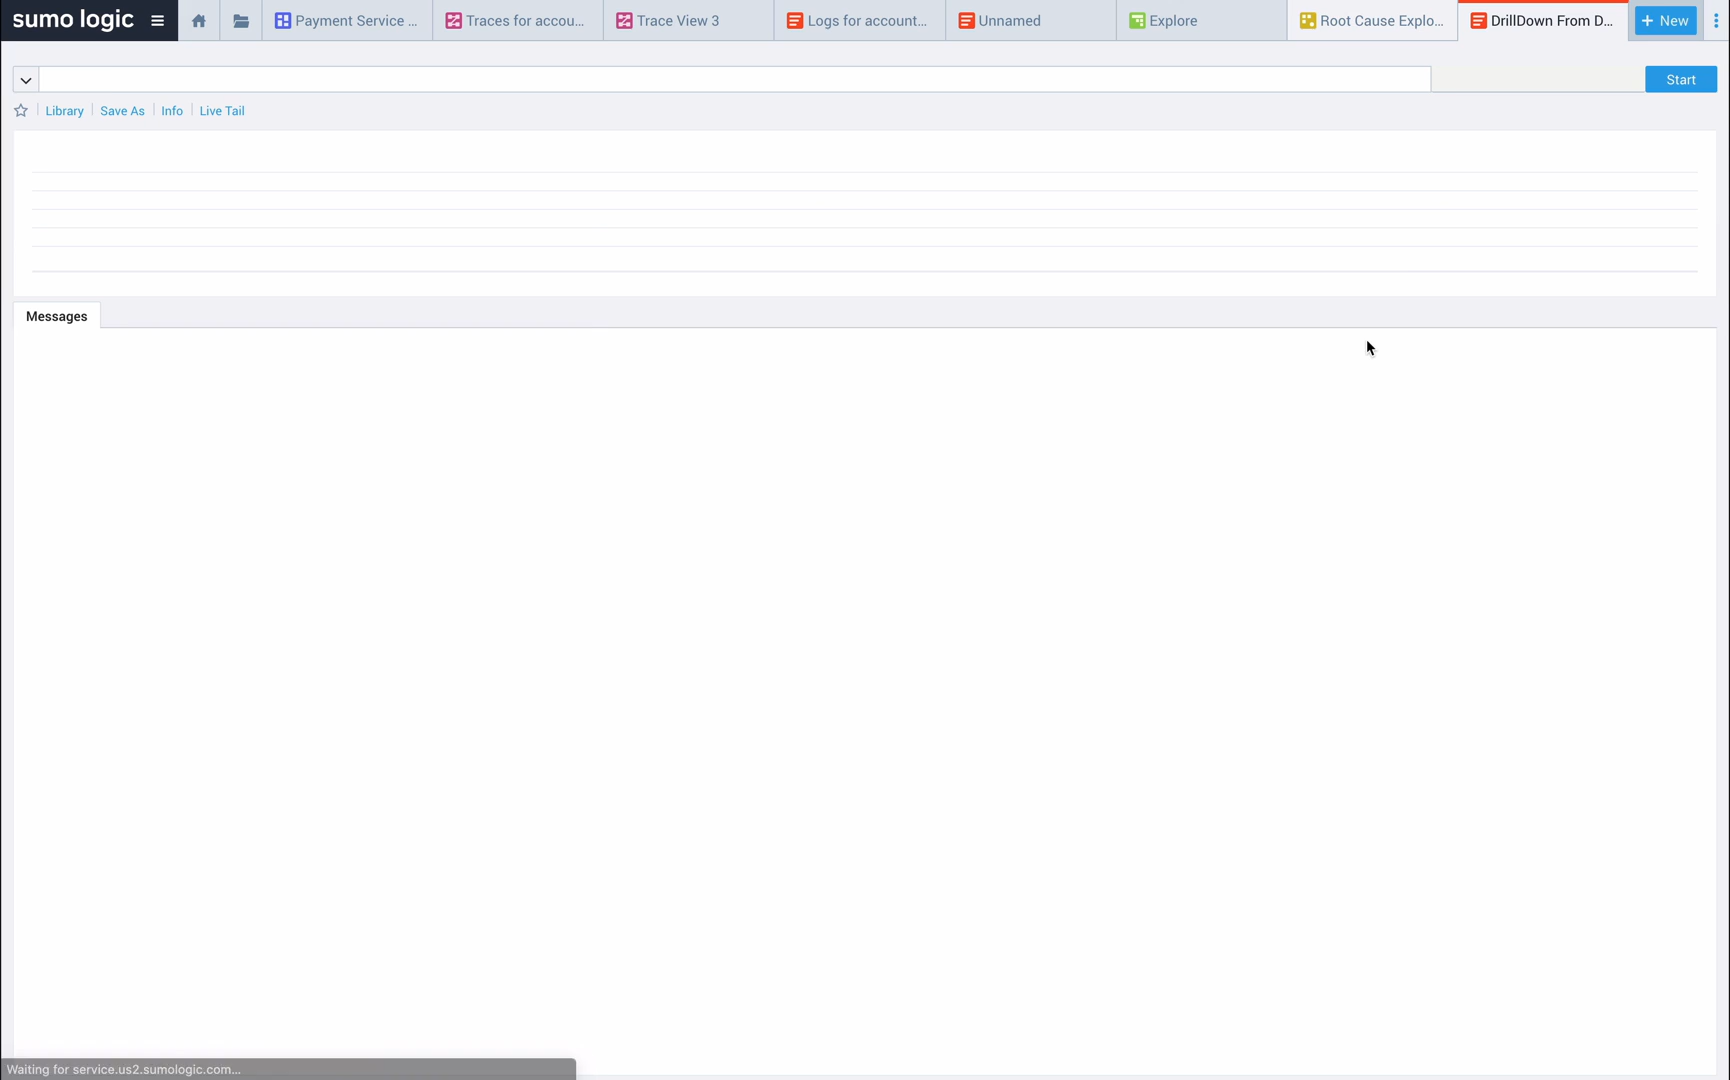 sumo logic
Payment Service ...
Traces for accou...
Trace View 3
Logs for account...
Unnamed
Explore
Root Cause Explo...
DrillDown From D...
+ New
Start
Library
Save As
Info
Live Tail
Messages
Waiting for service.us2.sumologic.com...